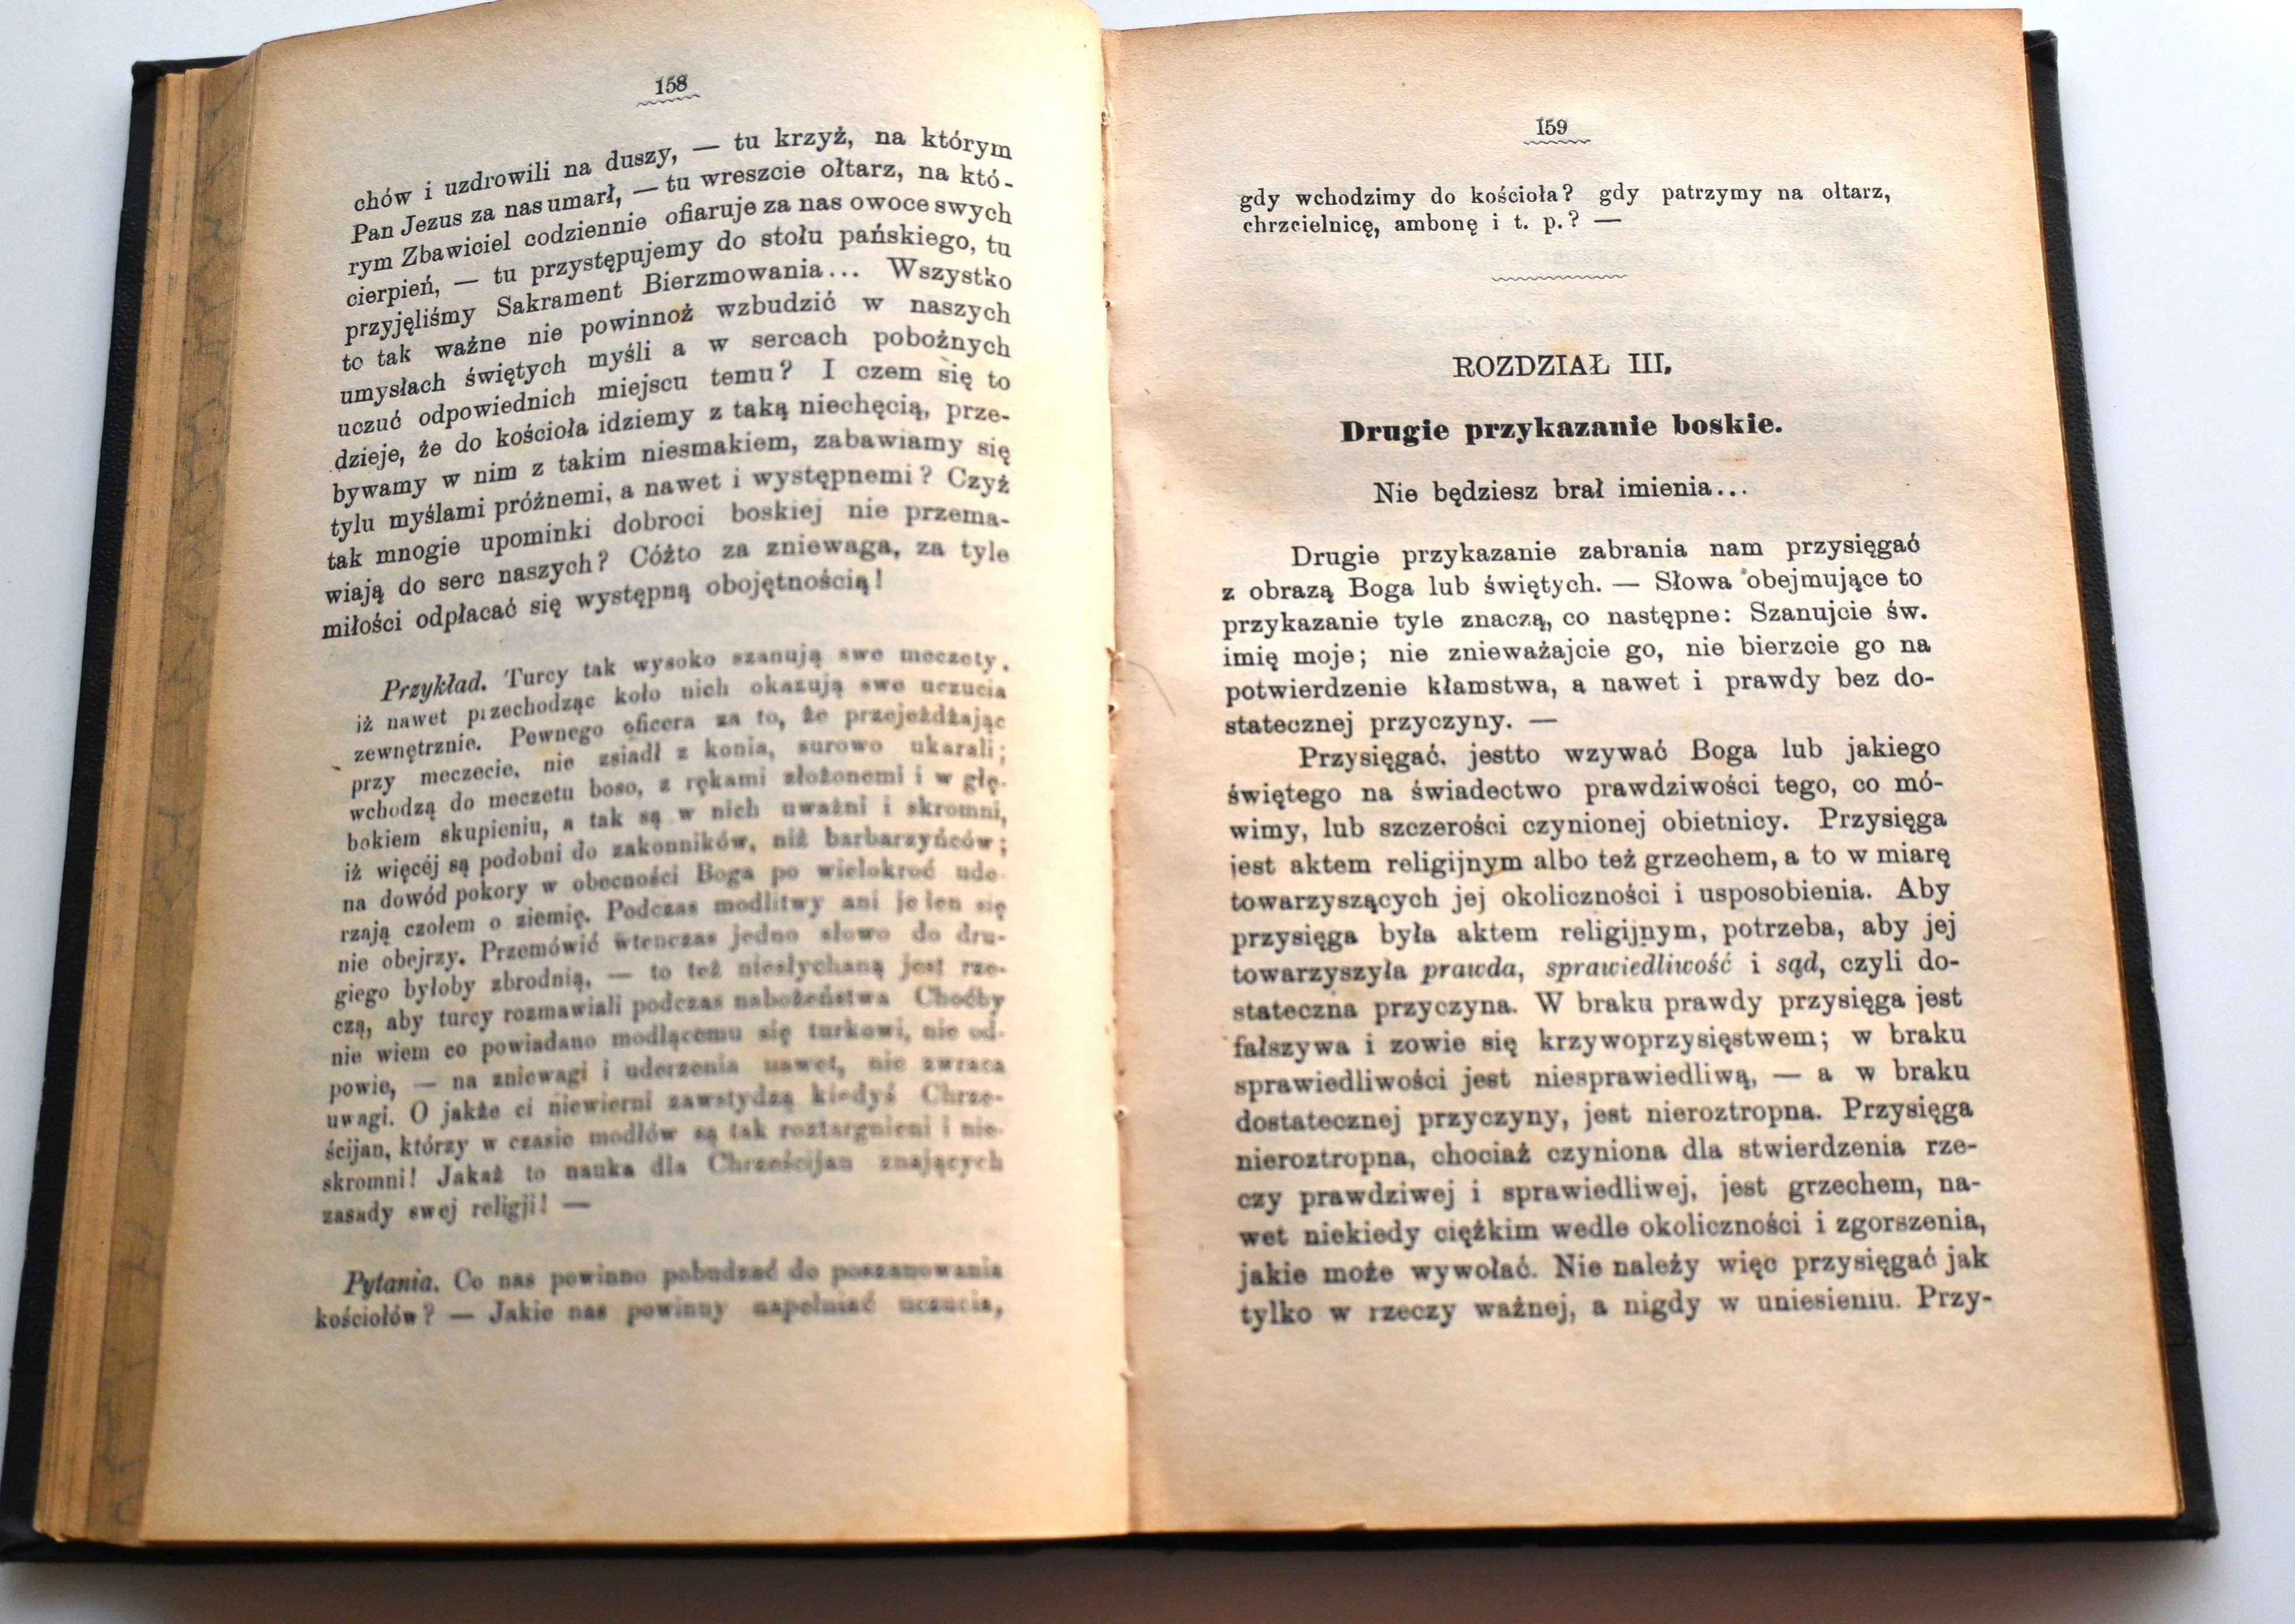 158
chów i uzdrowili na duszy, — tu krzyż, na którym
Pan Jezus za nas umarł, — tu wreszcie ołtarz, na któ-
rym Zbawiciel codziennie ofiaruje za nas owoce swych
cierpień, — tu przystępujemy do stołu pańskiego, tu
przyjęliśmy Sakrament Bierzmowania... Wszystko
to tak ważne nie powinnoż wzbudzić w naszych
umysłach świętych myśli a w sercach pobożnych
uczuć odpowiednich miejscu temu? I czem się to
dzieje, że do kościoła idziemy z taką niechęcią, prze-
bywamy w nim z takim niesmakiem, zabawiamy się
tylu myślami próżnemi, a nawet i występnemi? Czyż
tak mnogie upominki dobroci boskiej nie przema-
wiają do serc naszych? Cóżto za zniewaga, za tyle
miłości odpłacać się występną obojętnością!
Przykład. Turcy tak wysoko szanują swe meczety,
iż nawet przechodząc koło nich okazują swe uczucia
zewnętrznie. Pewnego oficera za to, że przejeżdżając
przy meczecie, nie zsiadł z konia, surowo ukarali;
wchodzą do meczetu boso, z rękami złożonemi i w głę-
bokiem skupieniu, a tak są w nich uważni i skromni,
iż więcéj są podobni do zakonników, niż barbarzyńców;
na dowód pokory w obecności Boga po wielokroć ude-
rzają czołem o ziemię. Podczas modlitwy ani jeden się
nie obejrzy. Przemówić wtenczas jedno słowo do dru-
giego byłoby zbrodnią, — to też niesłychaną jest rze-
czą, aby turcy rozmawiali podczas nabożeństwa Choćby
nie wiem co powiadano modlącemu się turkowi, nie od-
powie, — na zniewagi i uderzenia nawet, nie zwraca
uwagi. O jakże ci niewierni zawstydzą kiedyś Chrze-
ścijan, którzy w czasie modłów są tak roztargnieni i nie-
skromni! Jakaż to nauka dla Chrześcijan znających
zasady swej religji! —
Pytania. Co nas powinno pobudzać do poszanowania
kościołów? — Jakie nas powinny napełniać uczucia,
159
gdy wchodzimy do kościoła? gdy patrzymy na ołtarz,
chrzcielnicę, ambonę i t. p.? —
ROZDZIAŁ III.
Drugie przykazanie boskie.
Nie będziesz brał imienia...
Drugie przykazanie zabrania nam przysięgać
z obrazą Boga lub świętych. — Słowa obejmujące to
przykazanie tyle znaczą, co następne: Szanujcie św.
imię moje; nie znieważajcie go, nie bierzcie go na
potwierdzenie kłamstwa, a nawet i prawdy bez do-
statecznej przyczyny. —
Przysięgać, jestto wzywać Boga lub jakiego
świętego na świadectwo prawdziwości tego, co mó-
wimy, lub szczerości czynionej obietnicy. Przysięga
jest aktem religijnym albo też grzechem, a to w miarę
towarzyszących jej okoliczności i usposobienia. Aby
przysięga była aktem religijnym, potrzeba, aby jej
towarzyszyła prawda, sprawiedliwość i sąd, czyli do-
stateczna przyczyna. W braku prawdy przysięga jest
fałszywa i zowie się krzywoprzysięstwem; w braku
sprawiedliwości jest niesprawiedliwą, — a w braku
dostatecznej przyczyny, jest nieroztropna. Przysięga
nieroztropna, chociaż czyniona dla stwierdzenia rze-
czy prawdziwej i sprawiedliwej, jest grzechem, na-
wet niekiedy ciężkim wedle okoliczności i zgorszenia,
jakie może wywołać. Nie należy więc przysięgać jak
tylko w rzeczy ważnej, a nigdy w uniesieniu. Przy-